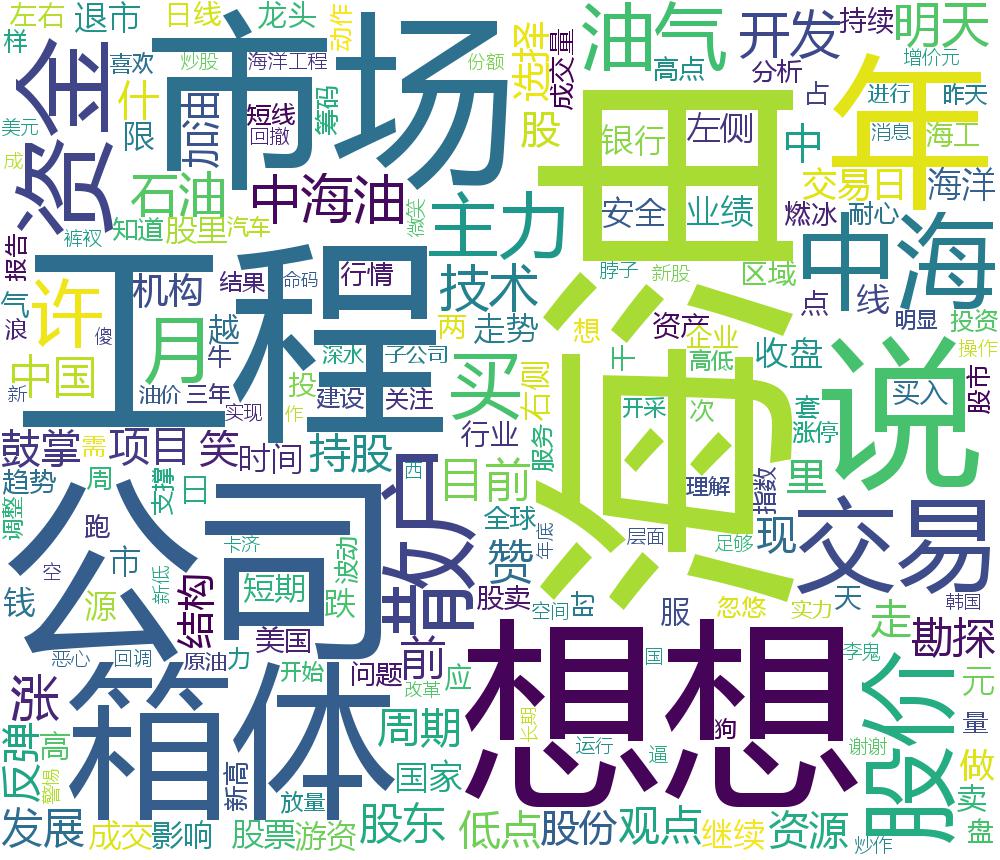 左右
退市
日线
龙头
动作
样
喜欢
炒股
海洋工程
份额
什
限
加油
短线
回撤
筹码
市场
资金
美元
成
石油
中海油
裤衩
知道
股里
汽车
微笑
选择
成交量
股
油气
高点
开发
分析
持续
明天
增价元
占
进行
昨天
银行
左侧
中
年
消息
海工
交易日
海洋
安全
业绩
燃冰
耐心
主力
油田
报告
机构
结果
命码
行情
气
浪
许
月
越
牛
傻
工程
技术
两
走势
脖子
新股
区域
点
线
中海
明显
投资
想
资产
企业
操作
中国
新
油价
三年
投
深水
子公司
实现
作
建设
关注
买
右侧
十
高低
收盘
买入
股市
开采
次
套
涨停
说
鼓掌
需
项目
笑
时间
持股
行业
服务
海
理解
指数
里
目前
趋势
周
支撑
日
散户
西
调整
跑
市
全球
年底
层面
足够
现
交易
空
新低
卡济
波动
赞
钱
源
结构
短期
跌
股卖
空间
时
服
忽悠
实力
天
韩国
公司
美国
前
国
走
勘探
恶心
回调
原油
力
开始
问题
应
改革
李鬼
涨
箱体
想想
狗
股价
元
量
反弹
高
警惕
新高
放量
周期
国家
长期
运行
逼
谢谢
做
卖
发展
成交
影响
股票
游资
股东
低点
股份
观点
继续
资源
炒作
盘